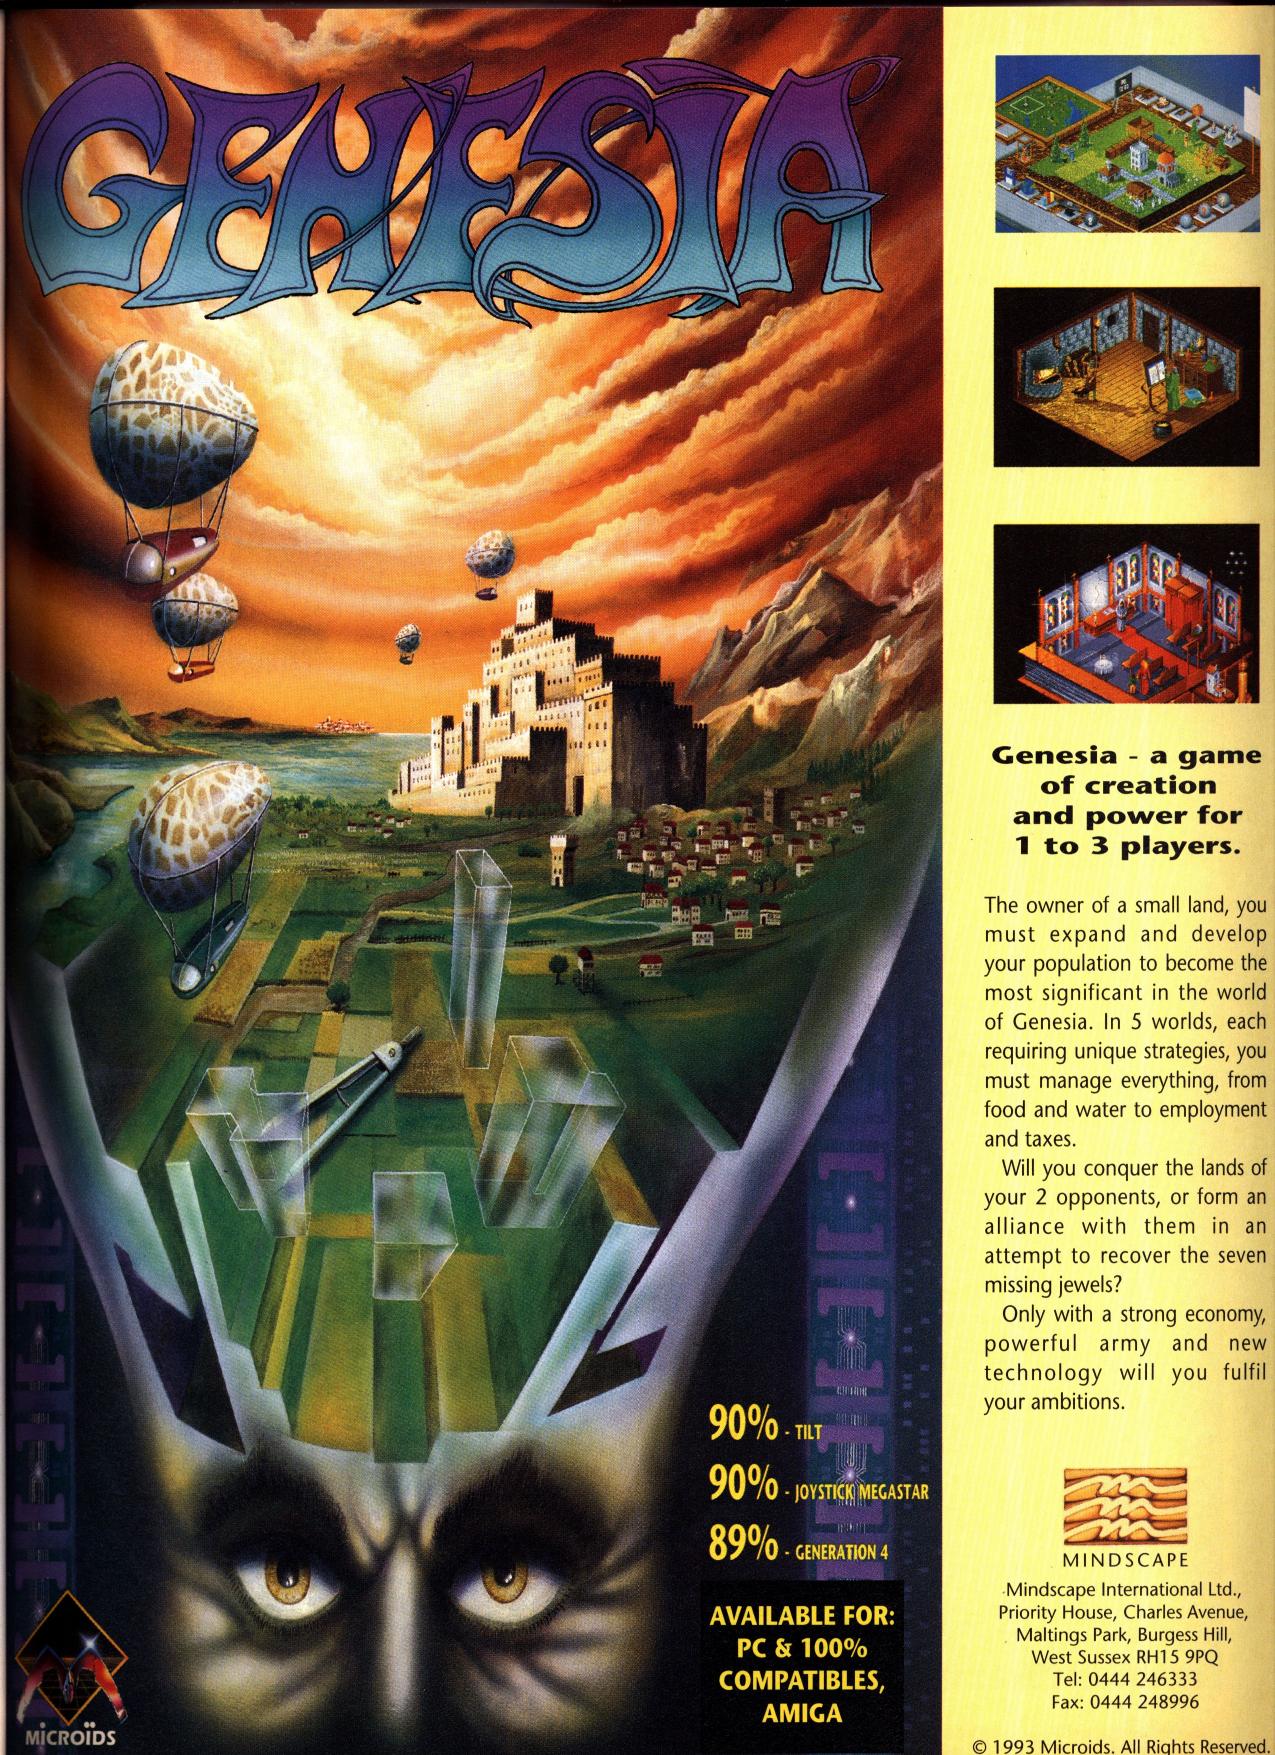 GENESIA
Genesia - a game
of creation
and power for
1 to 3 players.
The owner of a small land, you
must expand and develop
your population to become the
most significant in the world
of Genesia. In 5 worlds, each
requiring unique strategies, you
must manage everything, from
food and water to employment
and taxes.
Will you conquer the lands of
your 2 opponents, or form an
alliance with them in an
attempt to recover the seven
missing jewels?
Only with a strong economy,
powerful army and new
technology will you fulfil
your ambitions.
90% - TILT
90% - JOYSTICK MEGASTAR
89% - GENERATION 4
AVAILABLE FOR:
PC & 100%
COMPATIBLES,
AMIGA
MiCROÏDS
MINDSCAPE
Mindscape International Ltd.,
Priority House, Charles Avenue,
Maltings Park, Burgess Hill,
West Sussex RH15 9PQ
Tel: 0444 246333
Fax: 0444 248996
© 1993 Microids. All Rights Reserved.